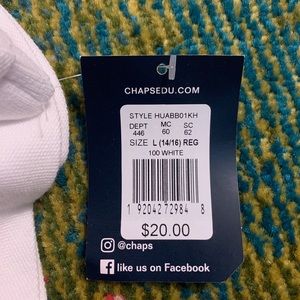 CHAPSEDU.COM
STYLE HUABB01KH
DEPT MC SC
446 60 62
SIZE L (14/16) REG
100 WHITE
1 92042 72984 8
$20.00
@chaps
like us on Facebook